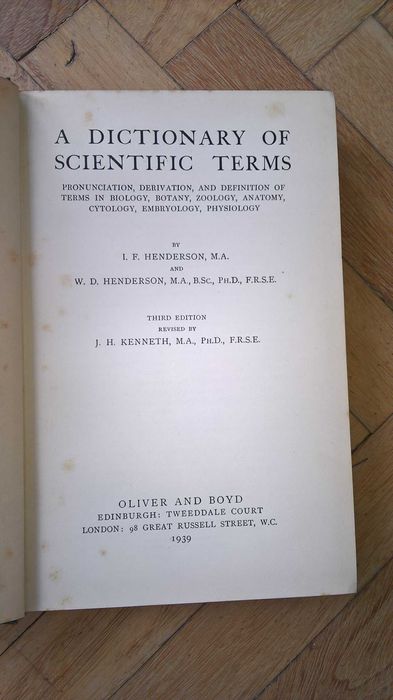 A DICTIONARY OF
SCIENTIFIC TERMS
PRONUNCIATION, DERIVATION, AND DEFINITION OF
TERMS IN BIOLOGY, BOTANY, ZOOLOGY, ANATOMY,
CYTOLOGY, EMBRYOLOGY, PHYSIOLOGY
BY
I. F. HENDERSON, M.A.
AND
W. D. HENDERSON, M.A., B.Sc., Ph.D., F.R.S.E.
THIRD EDITION
REVISED BY
J. H. KENNETH, M.A., Ph.D., F.R.S.E.
OLIVER AND BOYD
EDINBURGH: TWEEDDALE COURT
LONDON: 98 GREAT RUSSELL STREET, W.C.
1939